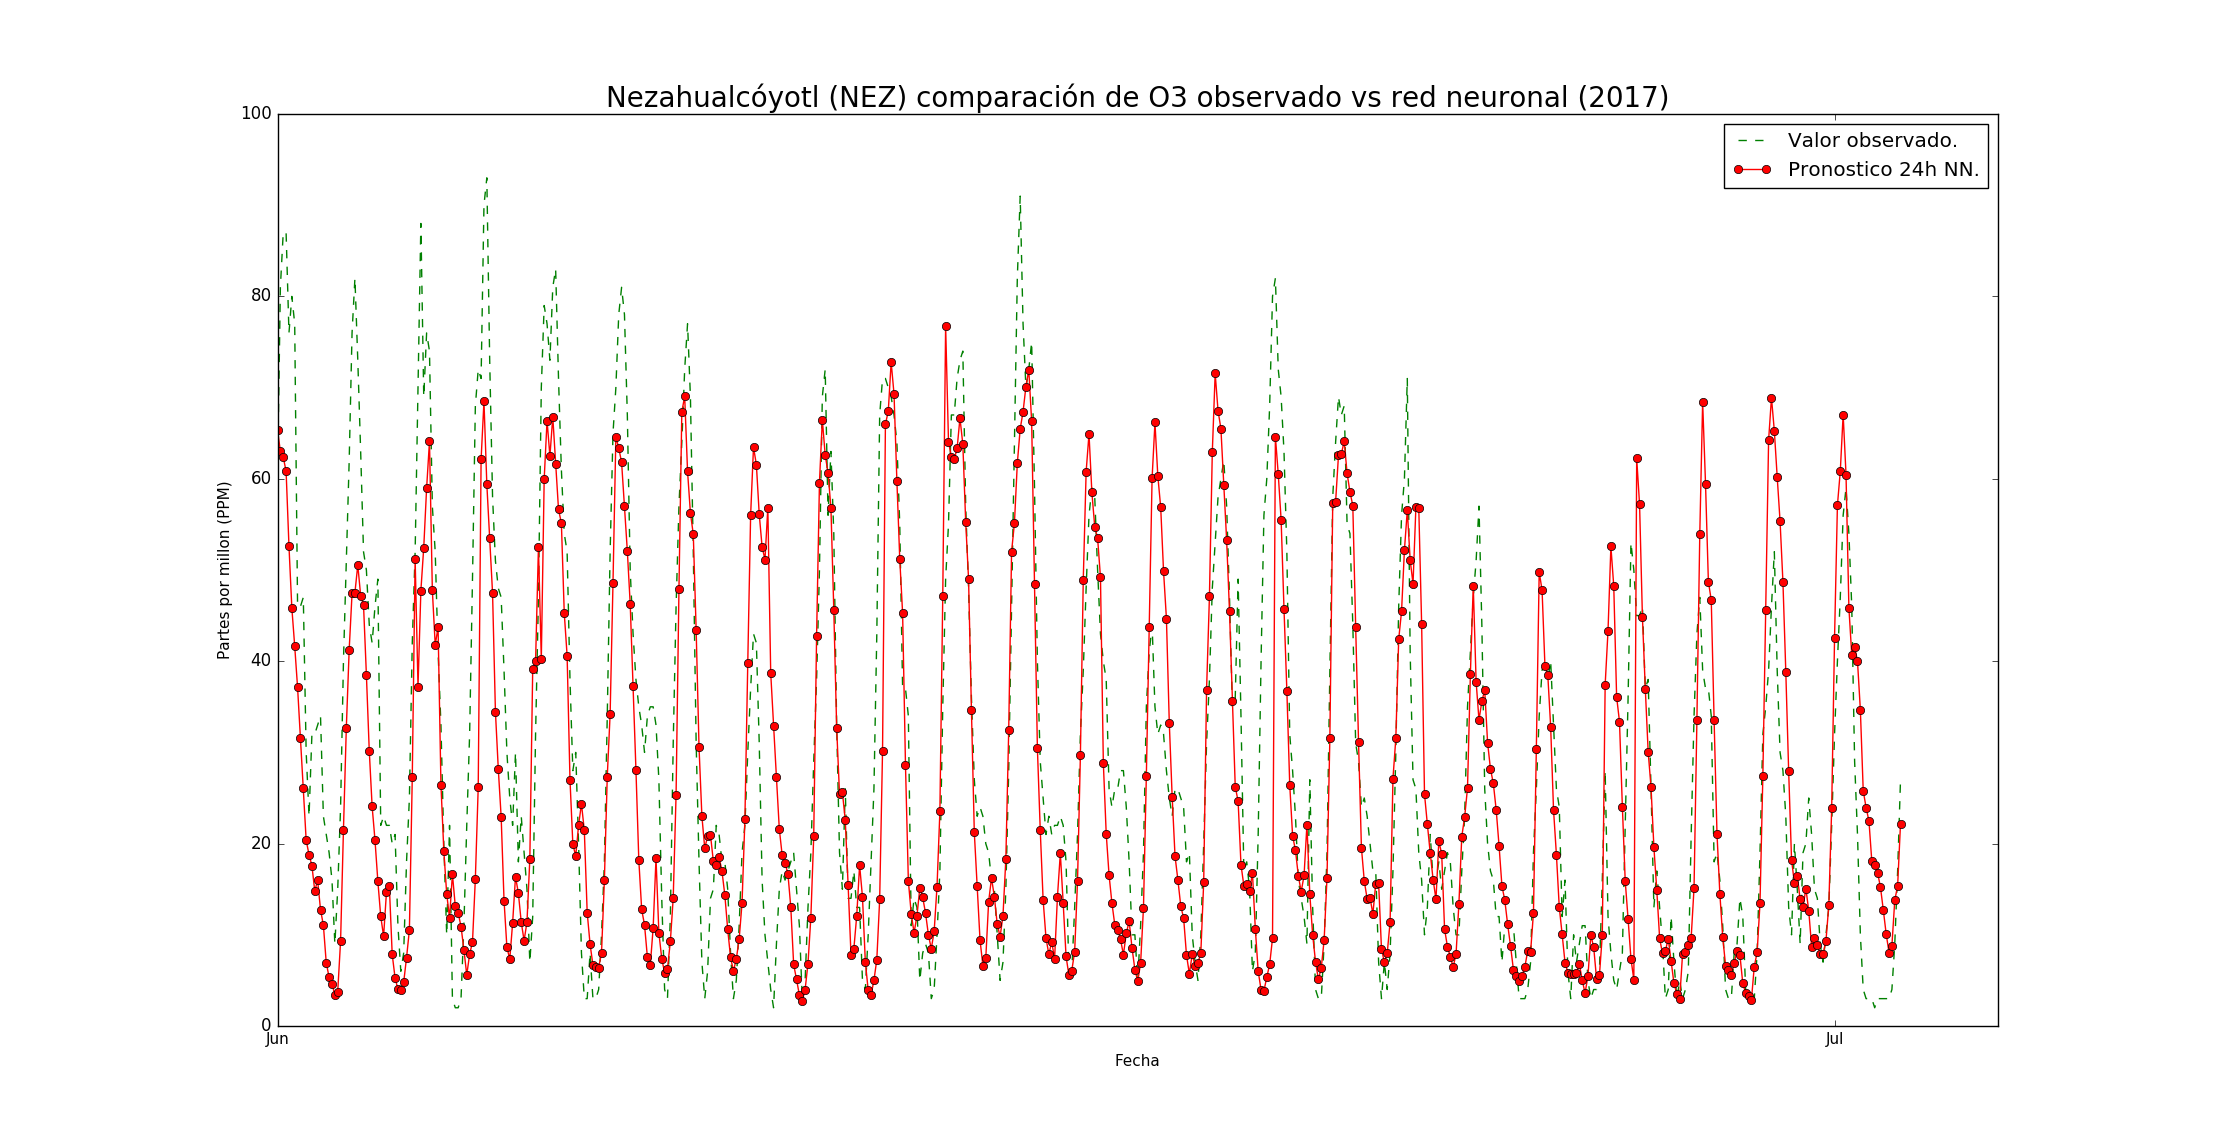 Nezahualcóyotl (NEZ) comparación de O3 observado vs red neuronal (2017)
100
80
60
40
20
0
Partes por millon (PPM)
Valor observado.
Pronostico 24h NN.
Jun
Jul
Fecha